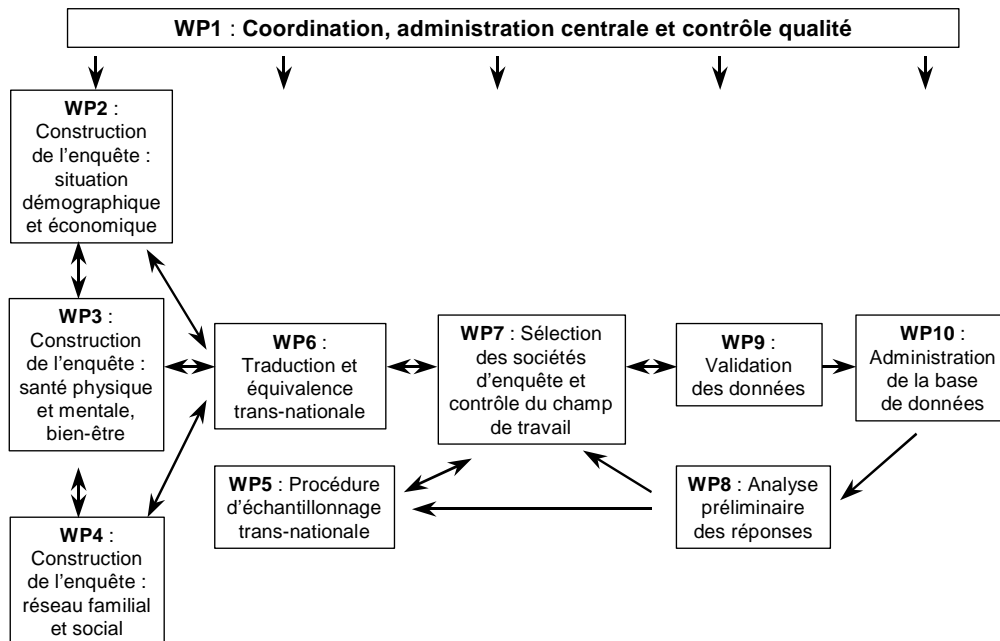 WP1 : Coordination, administration centrale et contrôle qualité
WP2 :
Construction
de l’enquête :
situation
démographique
et économique
WP3 :
Construction
de l’enquête :
santé physique
et mentale,
bien-être
WP6 :
Traduction et
équivalence
trans-nationale
WP7 : Sélection
des sociétés
d’enquête et
contrôle du champ
de travail
WP9 :
Validation
des données
WP10 :
Administration
de la base
de données
WP5 : Procédure
d’échantillonnage
trans-nationale
WP8 : Analyse
préliminaire
des réponses
WP4 :
Construction
de l’enquête :
réseau familial
et social